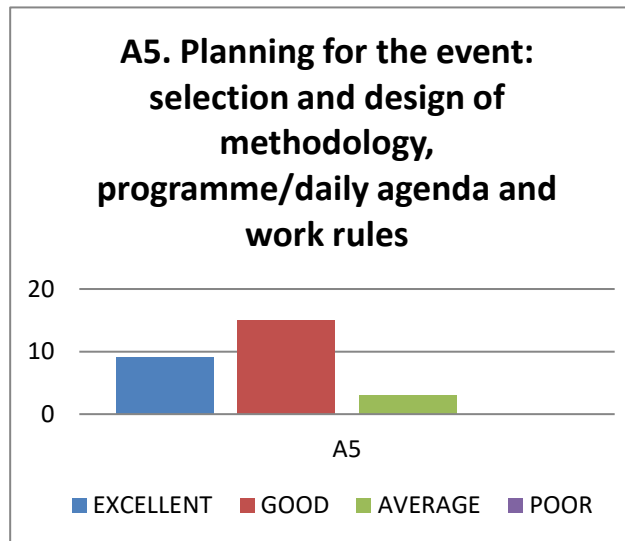 A5. Planning for the event:
selection and design of
methodology,
programme/daily agenda and
work rules
20
10
0
A5
EXCELLENT GOOD AVERAGE POOR